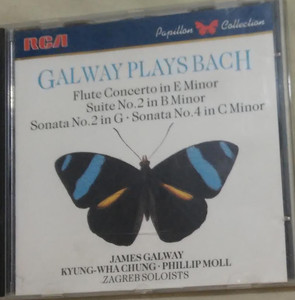 RCA
Papillon Collection
GALWAY PLAYS BACH
Flute Concerto in E Minor
Suite No.2 in B Minor
Sonata No.2 in G · Sonata No.4 in C Minor
JAMES GALWAY
KYUNG-WHA CHUNG · PHILLIP MOLL
ZAGREB SOLOISTS